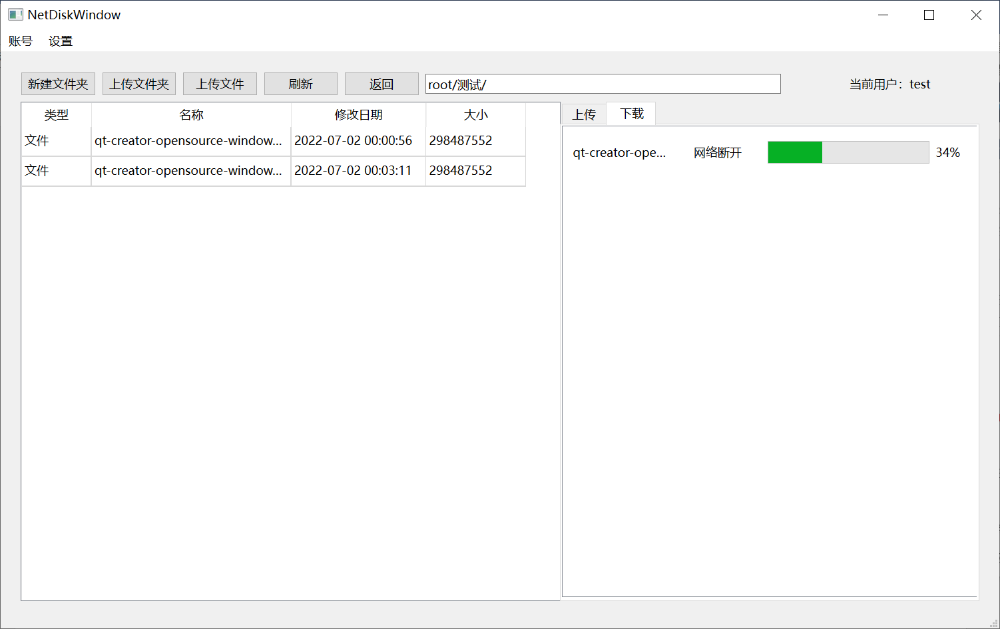 NetDiskWindow
账号 设置
新建文件夹 上传文件夹 上传文件 刷新 返回 root/测试/ 当前用户：test
类型 名称 修改日期 大小 上传 下载
文件 qt-creator-opensource-window... 2022-07-02 00:00:56 298487552
qt-creator-ope... 网络断开 34%
文件 qt-creator-opensource-window... 2022-07-02 00:03:11 298487552